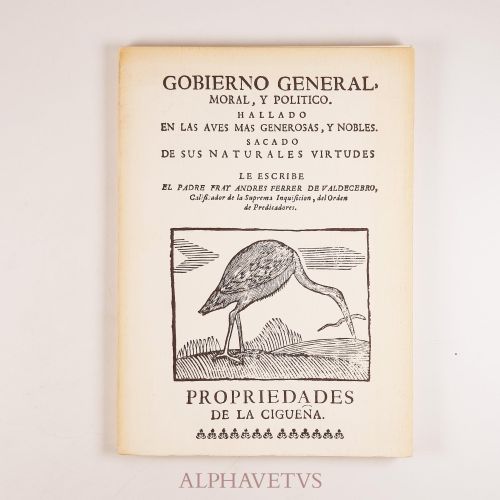 GOBIERNO GENERAL,
MORAL, Y POLITICO.
HALLADO
EN LAS AVES MAS GENEROSAS, Y NOBLES.
SACADO
DE SUS NATURALES VIRTUDES
LE ESCRIBE
EL PADRE FRAY ANDRES FERRER DE VALDECEBRO,
Calificador de la Suprema Inquisicion, del Orden
de Predicadores.
PROPRIEDADES
DE LA CIGUEÑA.
ALPHAVETVS